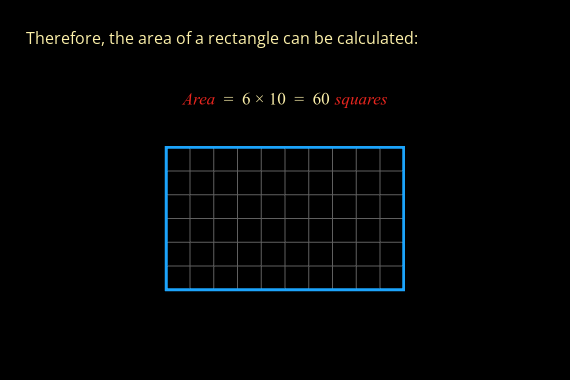 Therefore, the area of a rectangle can be calculated:
Area = 6 × 10 = 60 squares